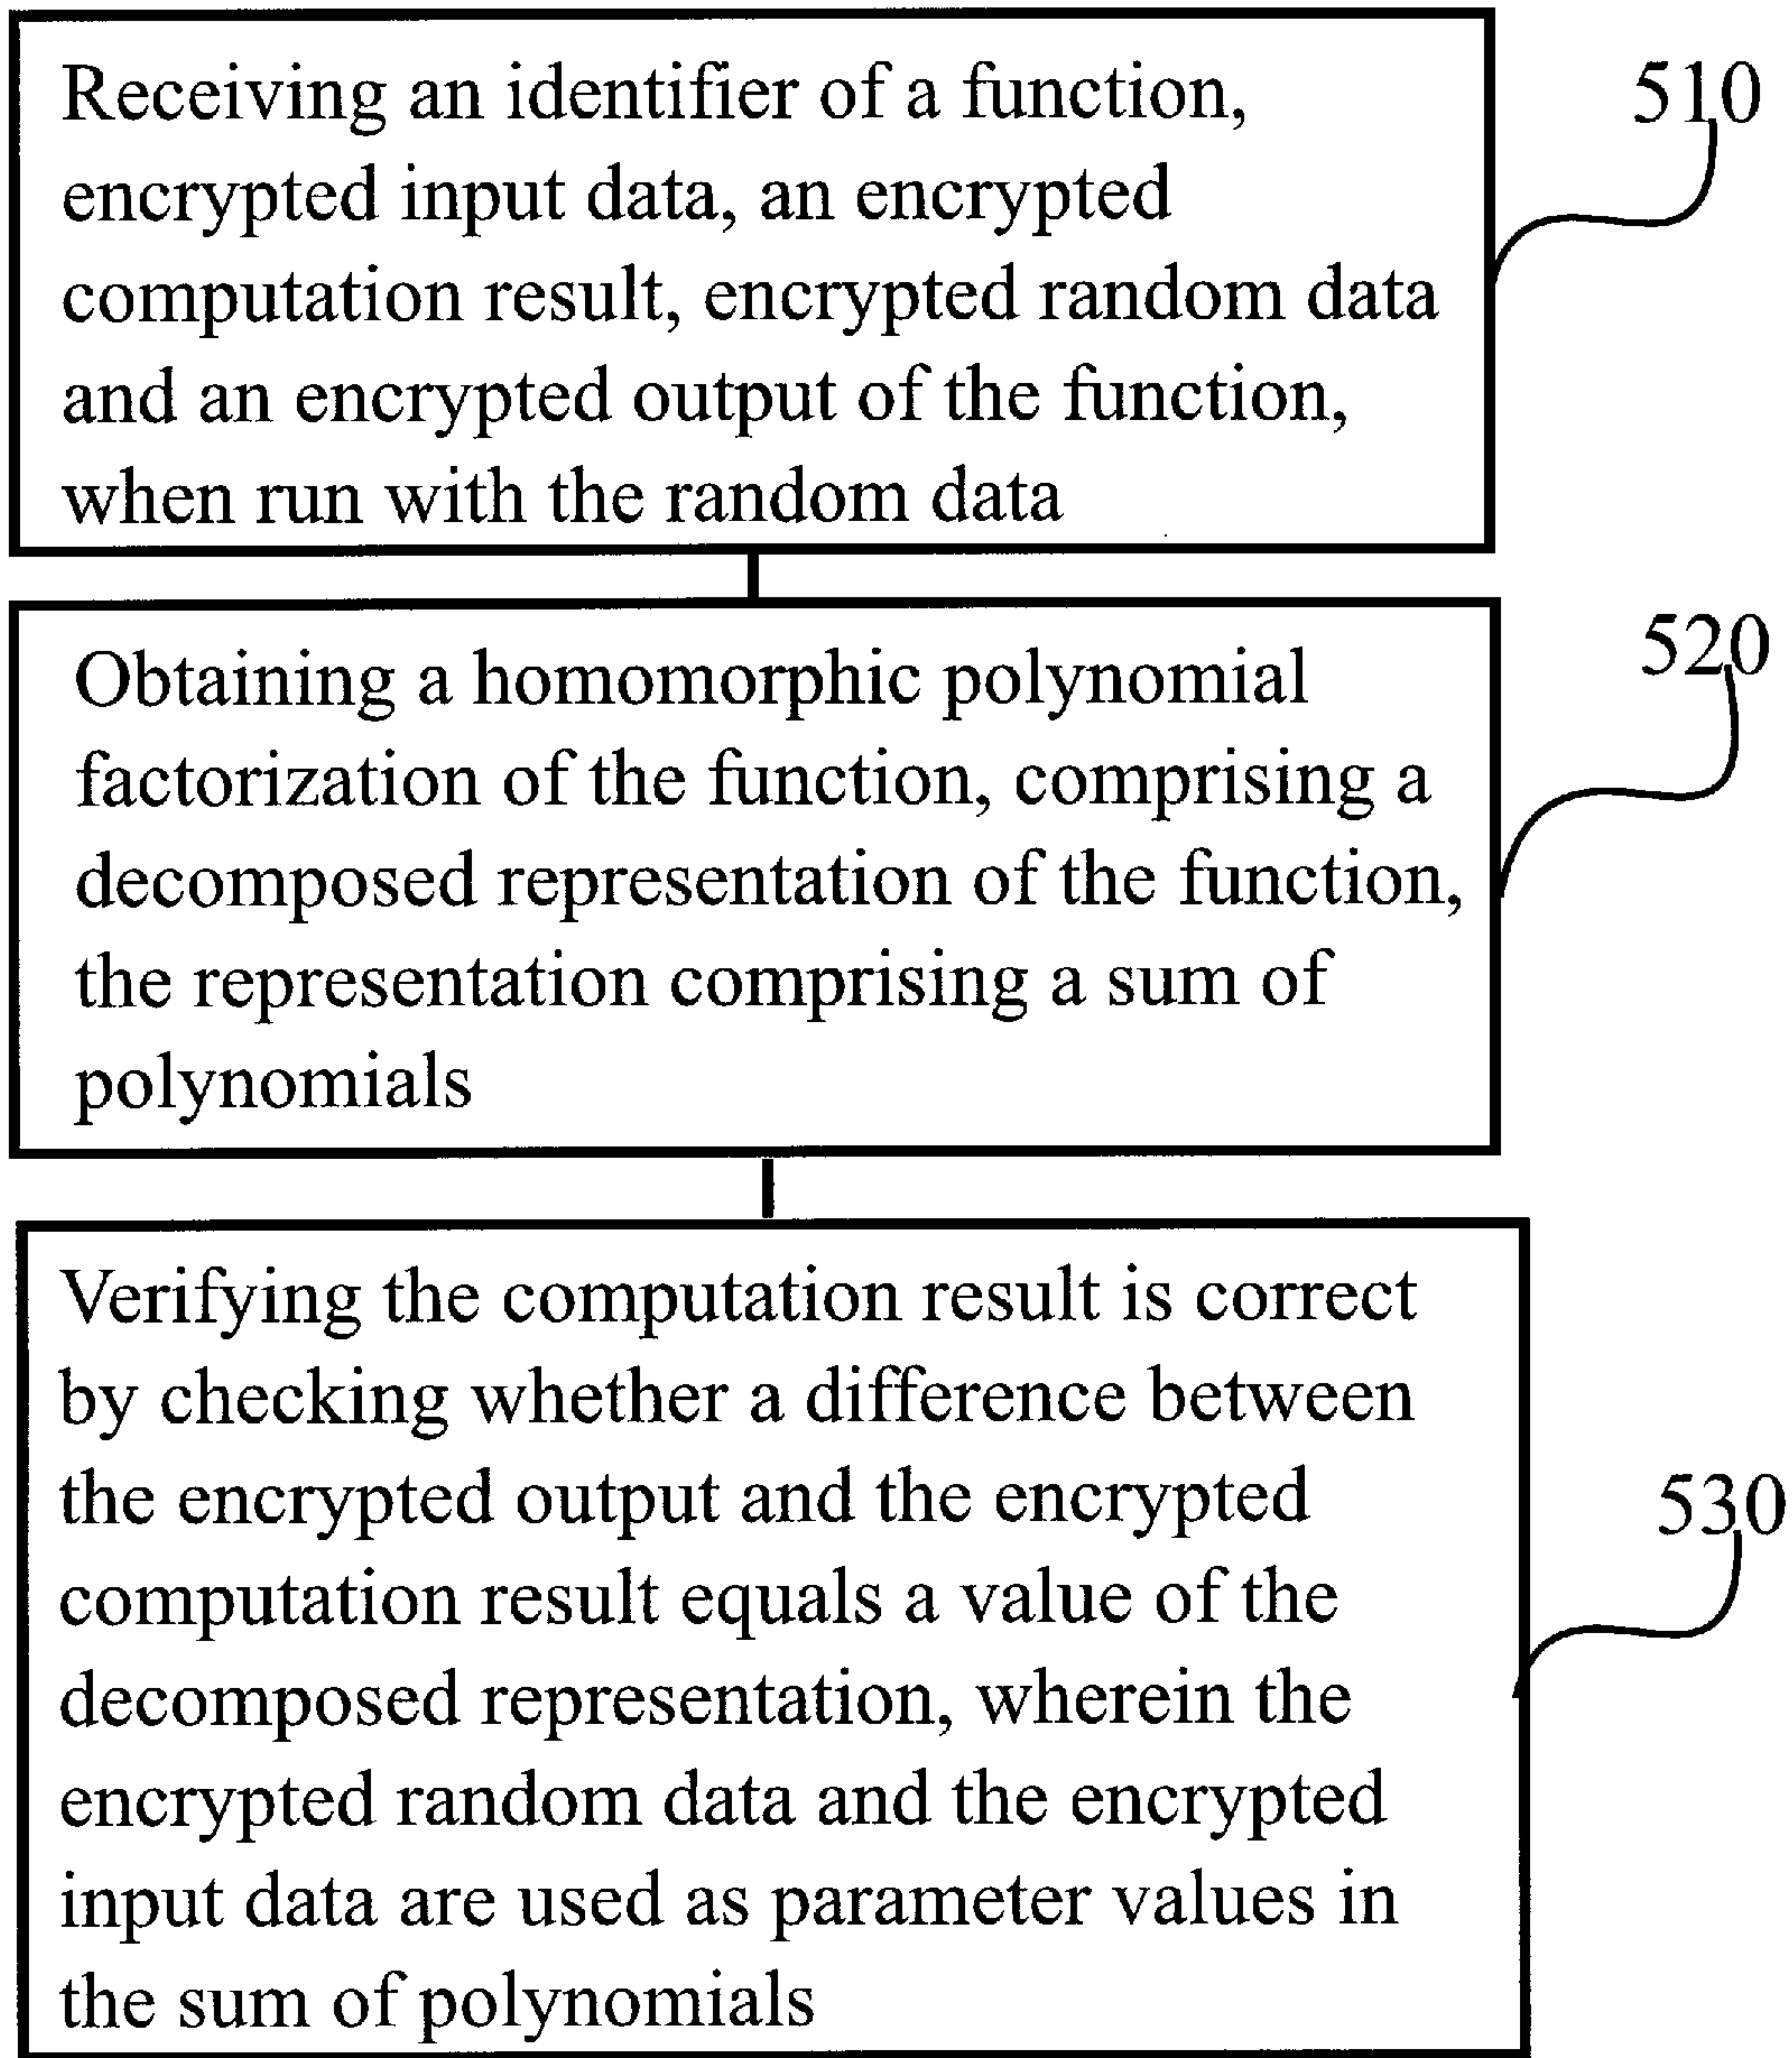 Receiving an identifier of a function,
encrypted input data, an encrypted
computation result, encrypted random data
and an encrypted output of the function,
when run with the random data
510
Obtaining a homomorphic polynomial
factorization of the function, comprising a
decomposed representation of the function,
the representation comprising a sum of
polynomials
520
Verifying the computation result is correct
by checking whether a difference between
the encrypted output and the encrypted
computation result equals a value of the
decomposed representation, wherein the
encrypted random data and the encrypted
input data are used as parameter values in
the sum of polynomials
530